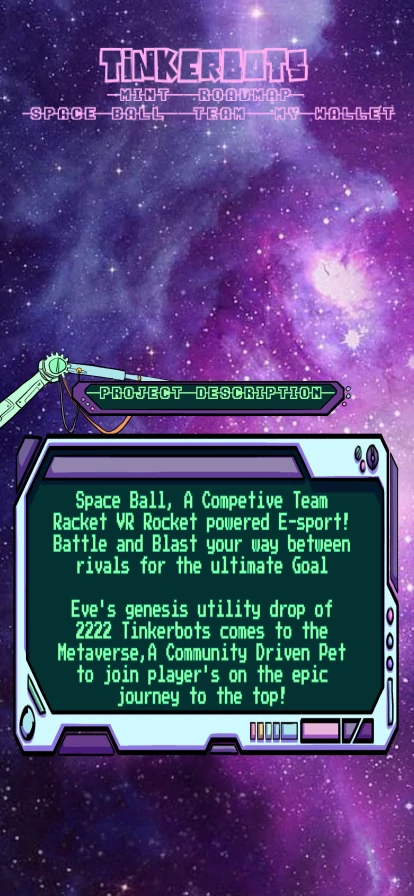 TINKERBOTS
MINT ROADMAP
SPACE BALL TEAM MY WALLET
PROJECT DESCRIPTION
Space Ball, A Competive Team
Racket VR Rocket powered E-sport!
Battle and Blast your way between
rivals for the ultimate Goal
Eve's genesis utility drop of
2222 Tinkerbots comes to the
Metaverse,A Community Driven Pet
to join player's on the epic
journey to the top!